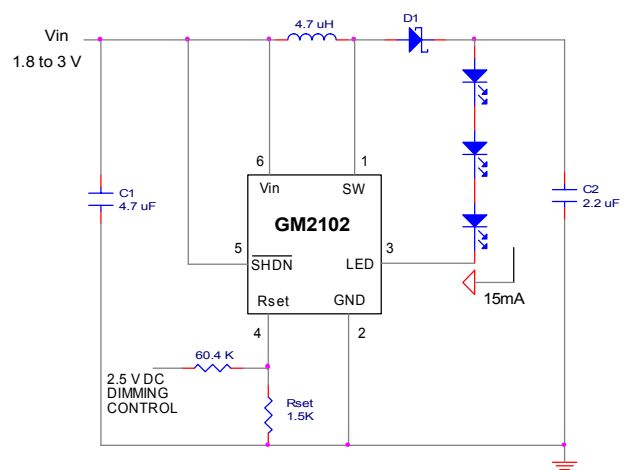 4.7 uH
D1
Vin
1.8 to 3 V
6
1
Vin
SW
C1
4.7 uF
C2
2.2 uF
GM2102
5
3
SHDN
LED
15mA
Rset
GND
4
2
60.4 K
2.5 V DC
DIMMING
CONTROL
Rset
1.5K